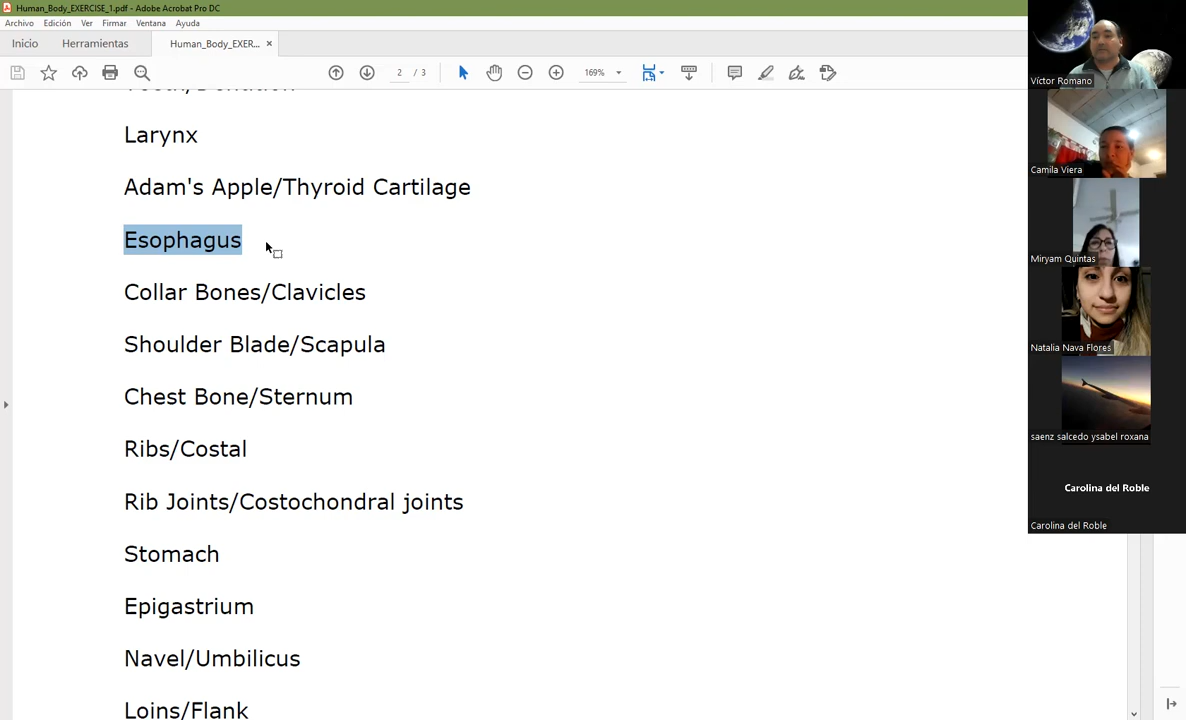 Human_Body_EXERCISE_1.pdf - Adobe Acrobat Pro DC
Archivo Edición Ver Firmar Ventana Ayuda
Inicio Herramientas Human_Body_EXER... ×
2 / 3 169%
Larynx
Adam's Apple/Thyroid Cartilage
Esophagus
Collar Bones/Clavicles
Shoulder Blade/Scapula
Chest Bone/Sternum
Ribs/Costal
Rib Joints/Costochondral joints
Stomach
Epigastrium
Navel/Umbilicus
Loins/Flank
Víctor Romano
Camila Viera
Miryam Quintas
Natalia Nava Flores
saenz salcedo ysabel roxana
Carolina del Roble
Carolina del Roble